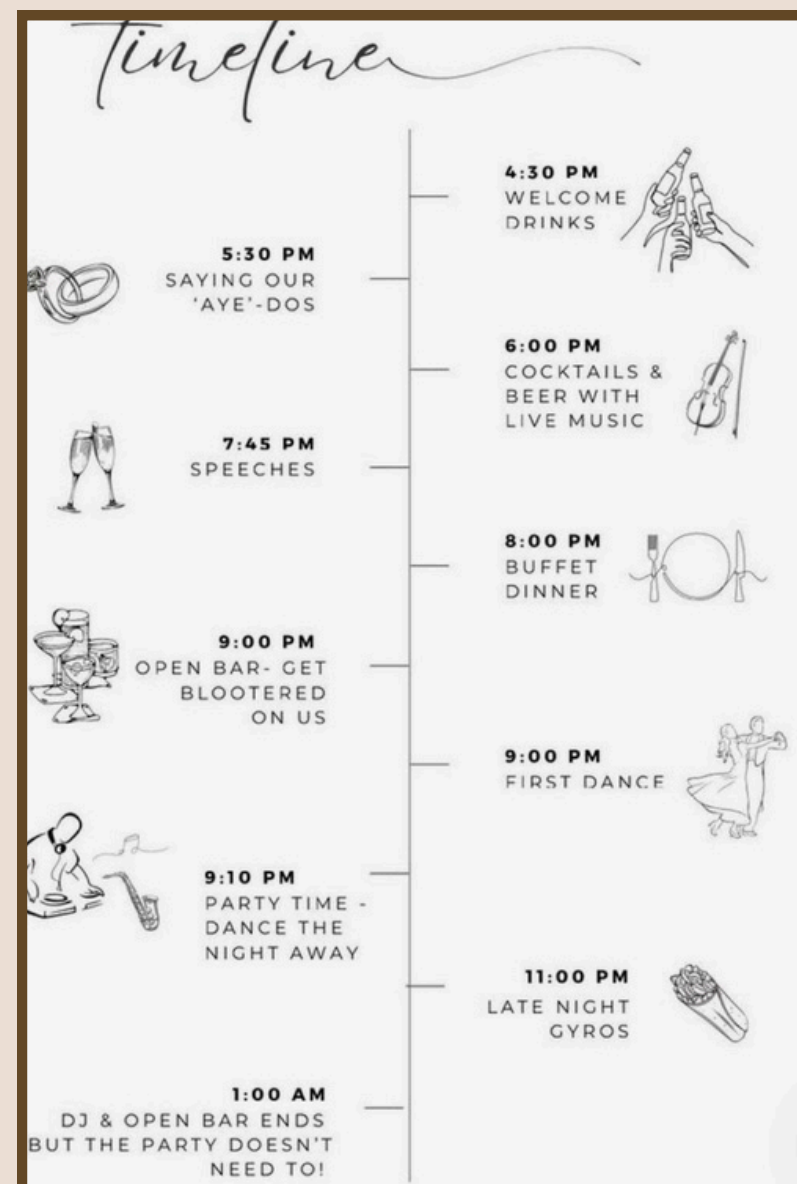 Timeline
4:30 PM
WELCOME
DRINKS
5:30 PM
SAYING OUR
'AYE'-DOS
6:00 PM
COCKTAILS &
BEER WITH
LIVE MUSIC
7:45 PM
SPEECHES
8:00 PM
BUFFET
DINNER
9:00 PM
OPEN BAR- GET
BLOOTERED
ON US
9:00 PM
FIRST DANCE
9:10 PM
PARTY TIME -
DANCE THE
NIGHT AWAY
11:00 PM
LATE NIGHT
GYROS
1:00 AM
DJ & OPEN BAR ENDS
BUT THE PARTY DOESN'T
NEED TO!